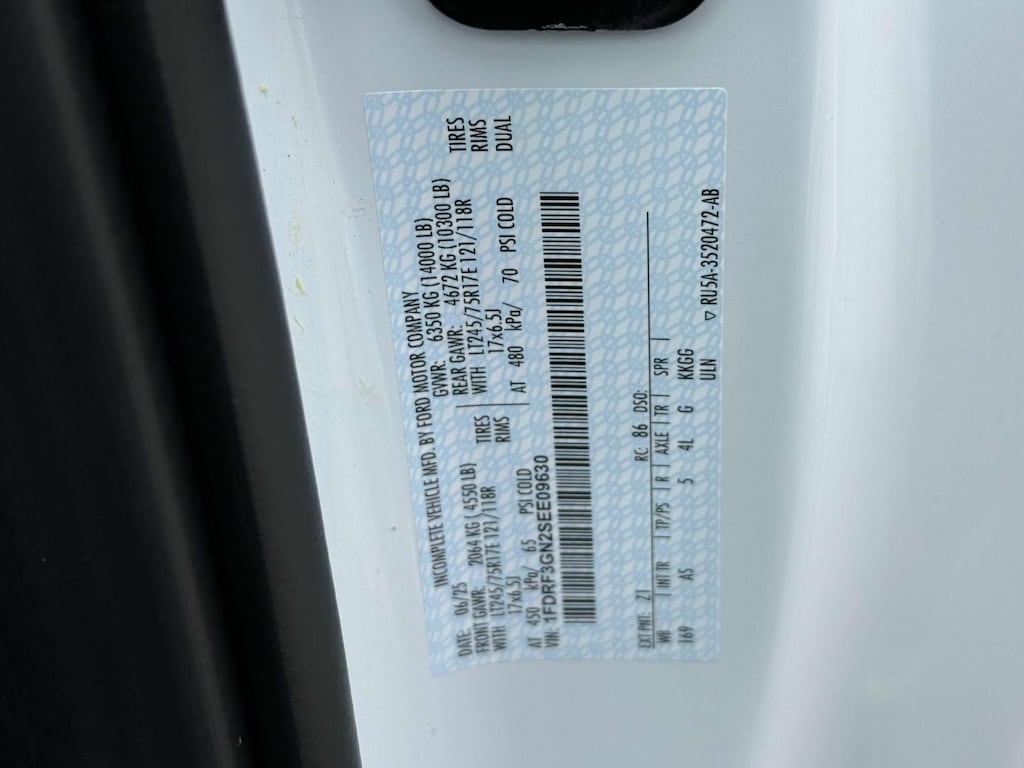 INCOMPLETE VEHICLE MFD. BY FORD MOTOR COMPANY
DATE: 06/25 GVWR: 6350 KG (14000 LB)
FRONT GAWR: 2064 KG (4550 LB) REAR GAWR: 4672 KG (10300 LB)
WITH LT245/75R17E 121/118R TIRES WITH LT245/75R17E 121/118R TIRES
17x6.5J RIMS 17x6.5J RIMS
AT 450 kPa/ 65 PSI COLD AT 480 kPa/ 70 PSI COLD DUAL
VIN: 1FDRF3GN2SEE09630
EXT PNT: Z1 RC: 86 DSO:
WB | INT TR | TP/PS | R | AXLE | TR | SPR |
169 AS 5 4L G KKGG
ULN ▽ RU5A-3520472-AB